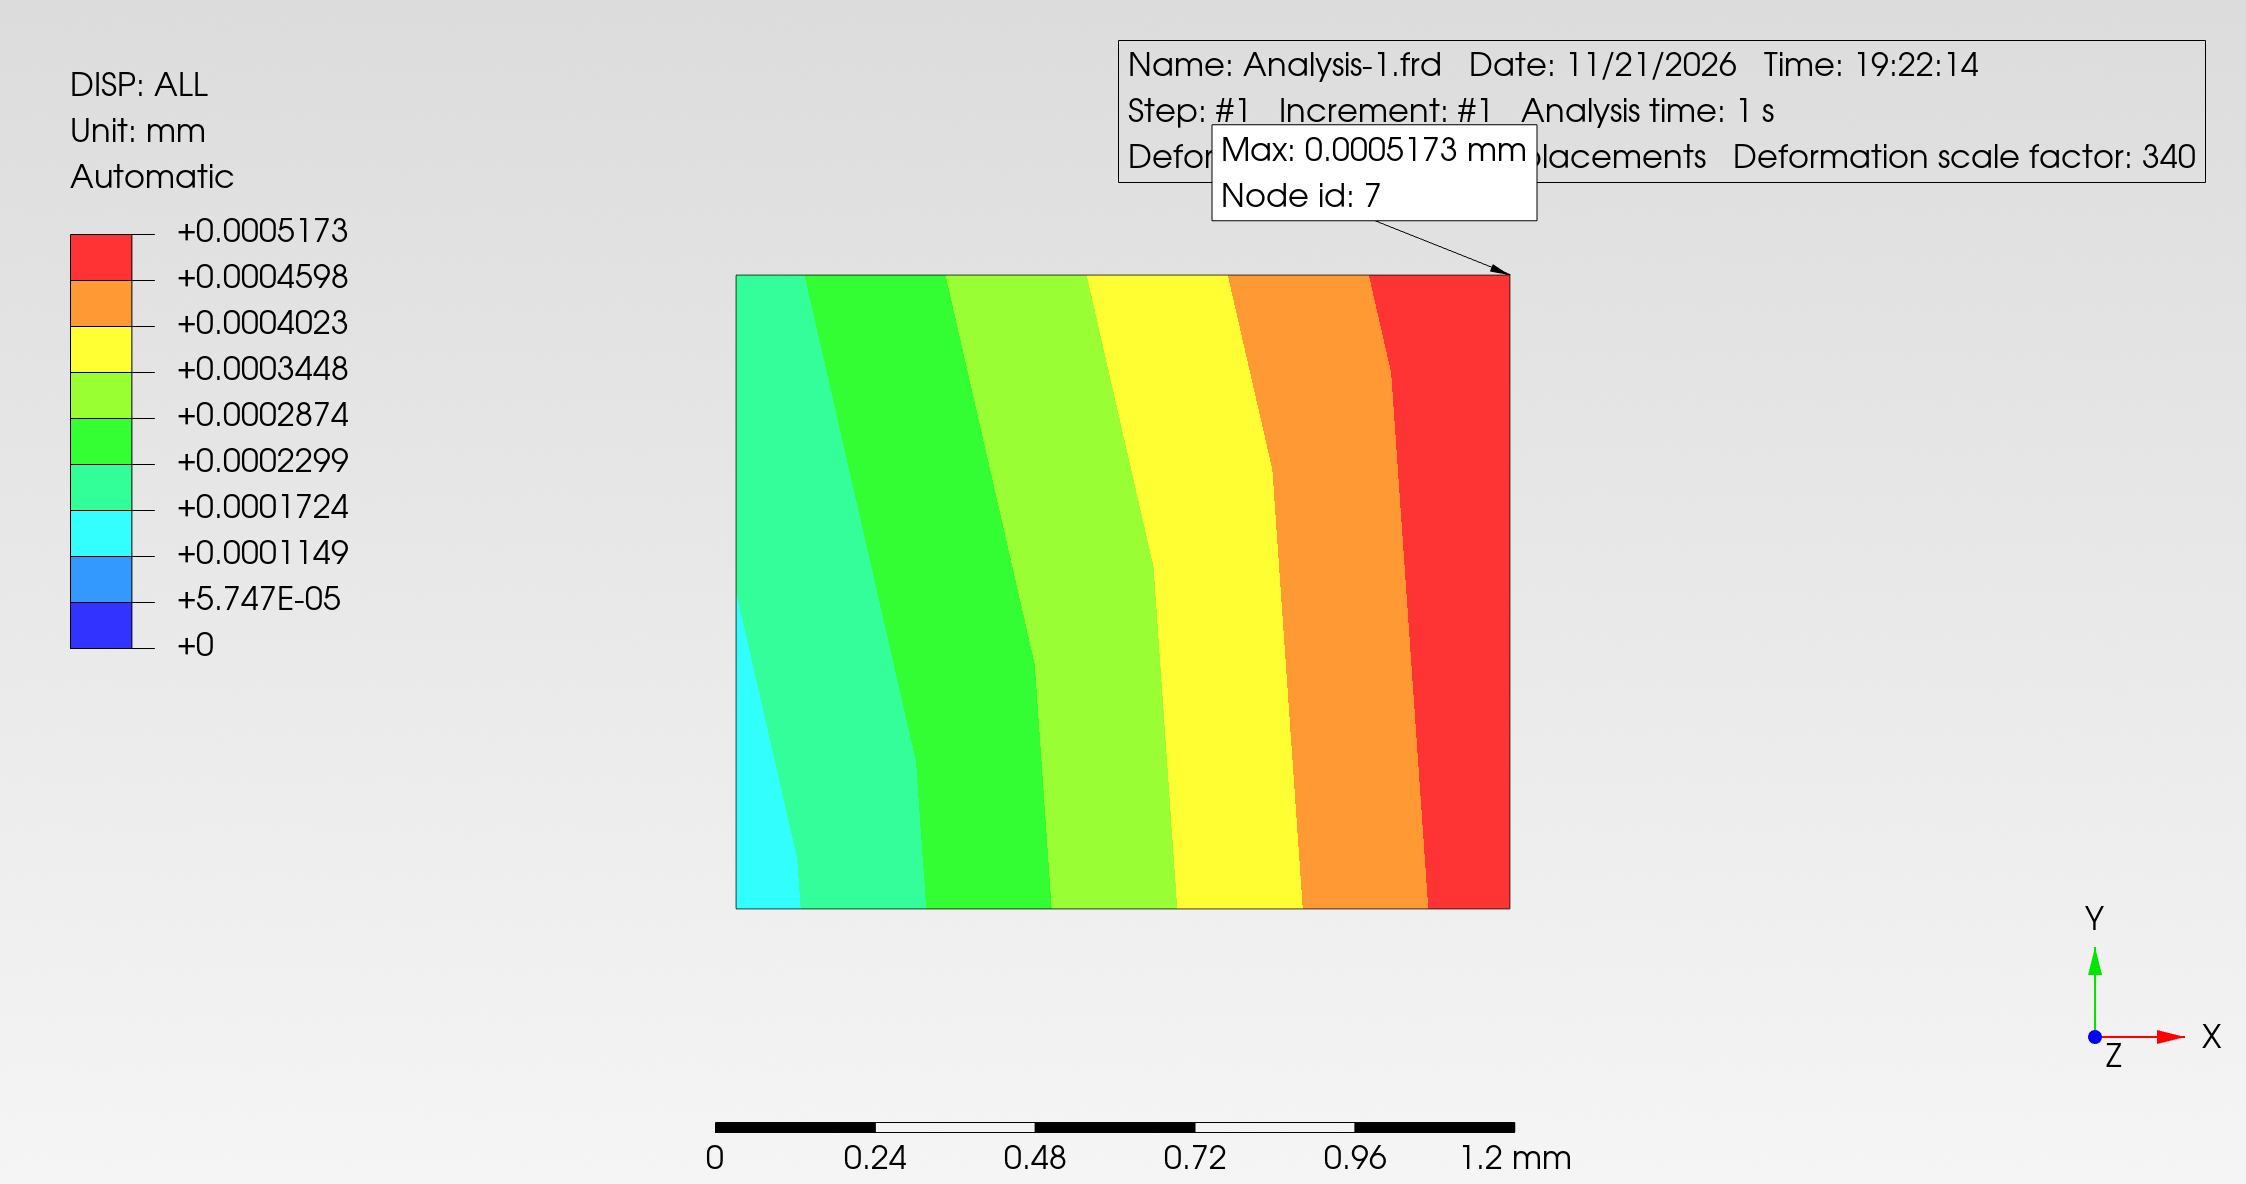 DISP: ALL
Unit: mm
Automatic
+0.0005173
+0.0004598
+0.0004023
+0.0003448
+0.0002874
+0.0002299
+0.0001724
+0.0001149
+5.747E-05
+0
Name: Analysis-1.frd Date: 11/21/2026 Time: 19:22:14
Step: #1 Increment: #1 Analysis time: 1 s
Deformation scale factor: 340
Max: 0.0005173 mm
Node id: 7
Y
X
Z
0 0.24 0.48 0.72 0.96 1.2 mm